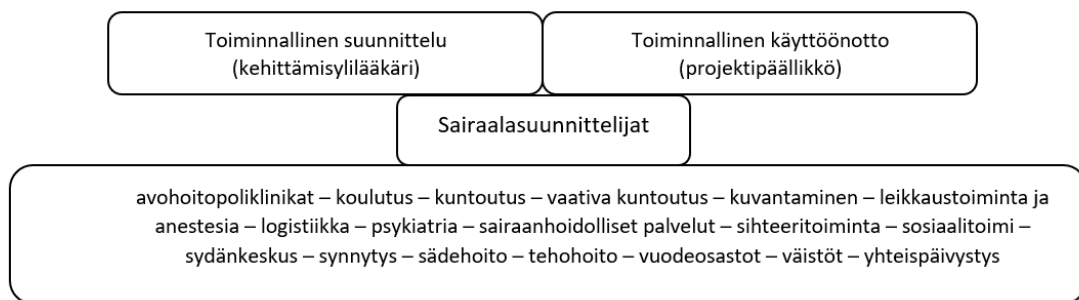 Toiminnallinen suunnittelu
(kehittämisylilääkäri)
Toiminnallinen käyttöönotto
(projektipäällikkö)
Sairaalasuunnittelijat
avohoitopoliklinikat – koulutus – kuntoutus – vaativa kuntoutus – kuvantaminen – leikkaustoiminta ja
anestesia – logistiikka – psykiatria – sairaanhoidolliset palvelut – sihteeritoiminta – sosiaalitoimi –
sydänkeskus – synnytys – sädehoito – tehohoito – vuodeosastot – väistöt – yhteispäivystys